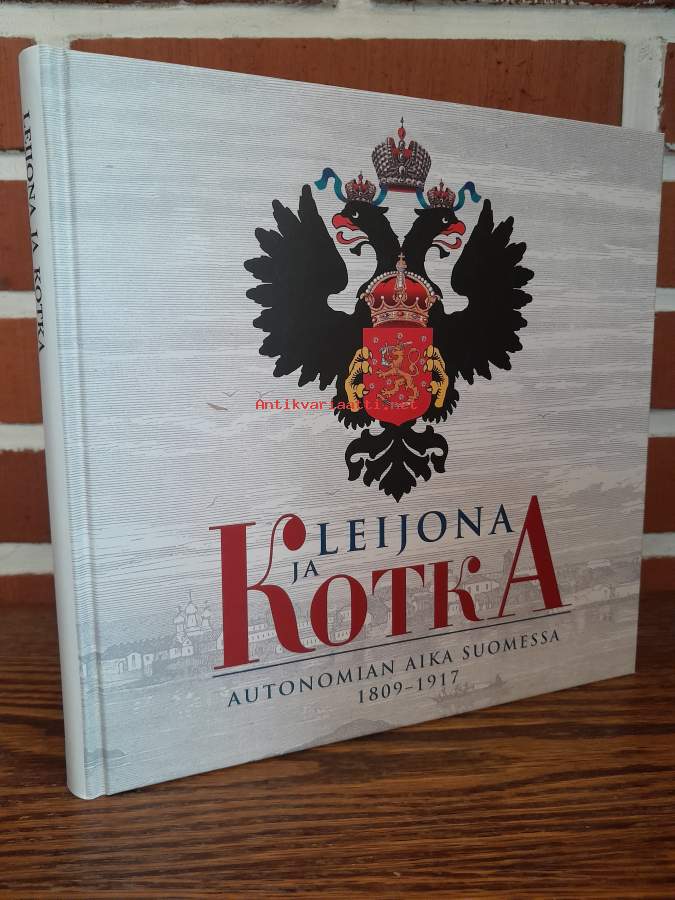 LEIJONA JA KOTKA
Antikvariaatti.net
LEIJONA
JA
KOTKA
AUTONOMIAN AIKA SUOMESSA
1809–1917